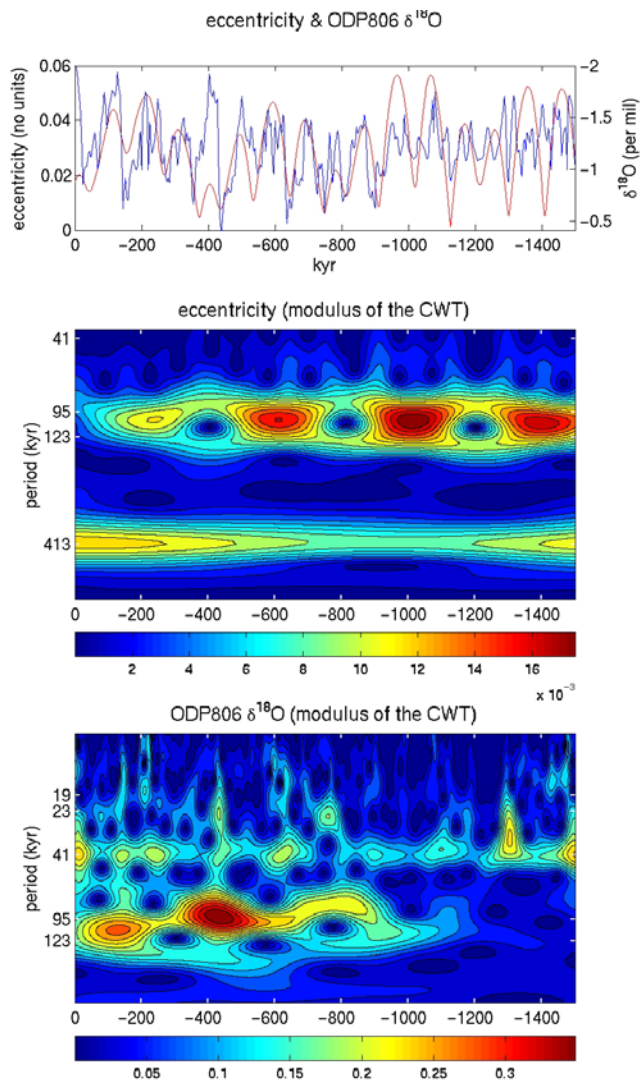 eccentricity & ODP806 δ¹⁸O
0.06
0.04
0.02
0
eccentricity (no units)
−2
−1.5
−1
−0.5
δ¹⁸O (per mil)
0 −200 −400 −600 −800 −1000 −1200 −1400
kyr
eccentricity (modulus of the CWT)
41
95
123
413
period (kyr)
0 −200 −400 −600 −800 −1000 −1200 −1400
2 4 6 8 10 12 14 16
x 10⁻³
ODP806 δ¹⁸O (modulus of the CWT)
19
23
41
95
123
period (kyr)
0 −200 −400 −600 −800 −1000 −1200 −1400
0.05 0.1 0.15 0.2 0.25 0.3